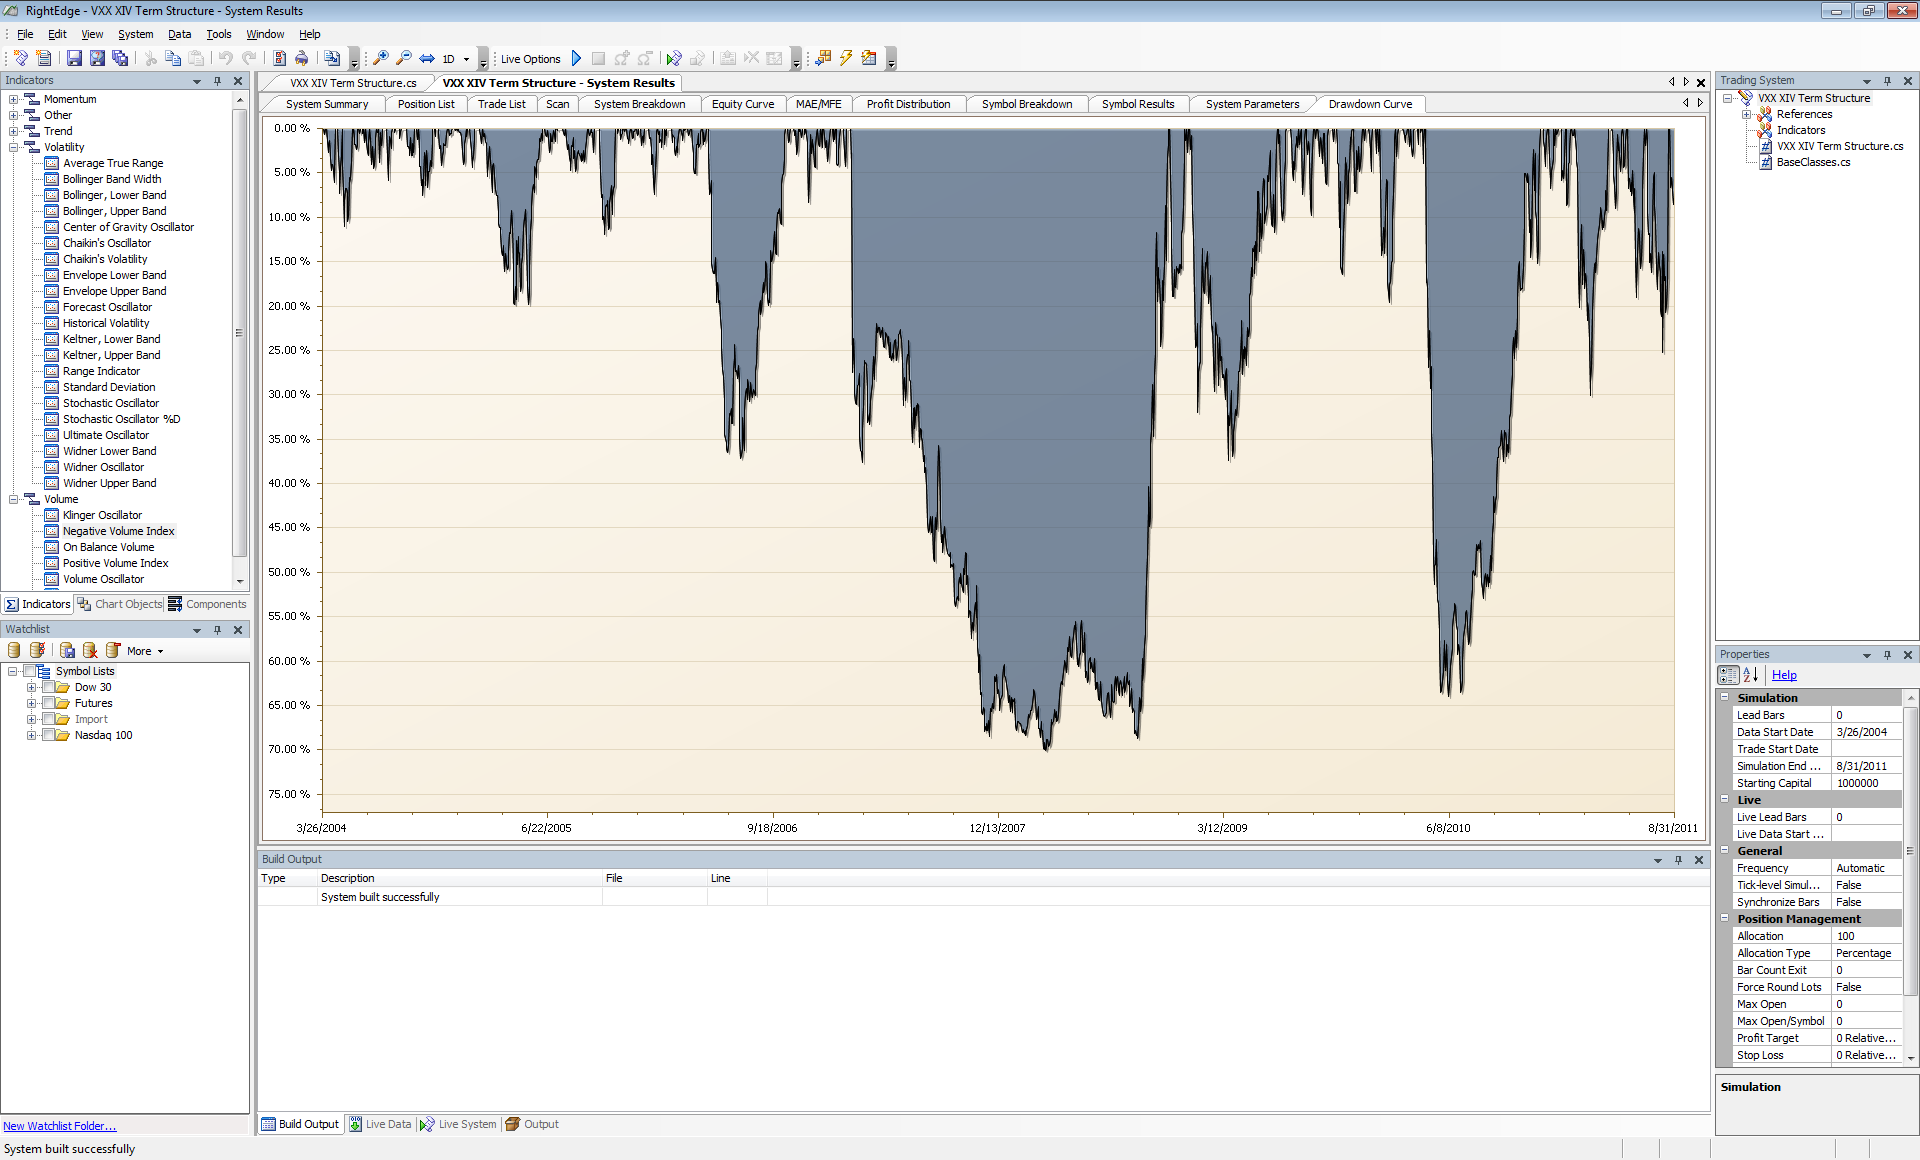 RightEdge - VXX XIV Term Structure - System Results
File Edit View System Data Tools Window Help
1D Live Options
Indicators
Momentum
Other
Trend
Volatility
Average True Range
Bollinger Band Width
Bollinger, Lower Band
Bollinger, Upper Band
Center of Gravity Oscillator
Chaikin's Oscillator
Chaikin's Volatility
Envelope Lower Band
Envelope Upper Band
Forecast Oscillator
Historical Volatility
Keltner, Lower Band
Keltner, Upper Band
Range Indicator
Standard Deviation
Stochastic Oscillator
Stochastic Oscillator %D
Ultimate Oscillator
Widner Lower Band
Widner Oscillator
Widner Upper Band
Volume
Klinger Oscillator
Negative Volume Index
On Balance Volume
Positive Volume Index
Volume Oscillator
Indicators Chart Objects Components
Watchlist
More
Symbol Lists
Dow 30
Futures
Import
Nasdaq 100
New Watchlist Folder...
VXX XIV Term Structure.cs VXX XIV Term Structure - System Results
System Summary Position List Trade List Scan System Breakdown Equity Curve MAE/MFE Profit Distribution Symbol Breakdown Symbol Results System Parameters Drawdown Curve
0.00 %
5.00 %
10.00 %
15.00 %
20.00 %
25.00 %
30.00 %
35.00 %
40.00 %
45.00 %
50.00 %
55.00 %
60.00 %
65.00 %
70.00 %
75.00 %
3/26/2004 6/22/2005 9/18/2006 12/13/2007 3/12/2009 6/8/2010 8/31/2011
Build Output
Type Description File Line
System built successfully
Build Output Live Data Live System Output
Trading System
VXX XIV Term Structure
References
Indicators
VXX XIV Term Structure.cs
BaseClasses.cs
Properties
Help
Simulation
Lead Bars 0
Data Start Date 3/26/2004
Trade Start Date
Simulation End ... 8/31/2011
Starting Capital 1000000
Live
Live Lead Bars 0
Live Data Start ...
General
Frequency Automatic
Tick-level Simul... False
Synchronize Bars False
Position Management
Allocation 100
Allocation Type Percentage
Bar Count Exit 0
Force Round Lots False
Max Open 0
Max Open/Symbol 0
Profit Target 0 Relative...
Stop Loss 0 Relative...
Simulation
System built successfully